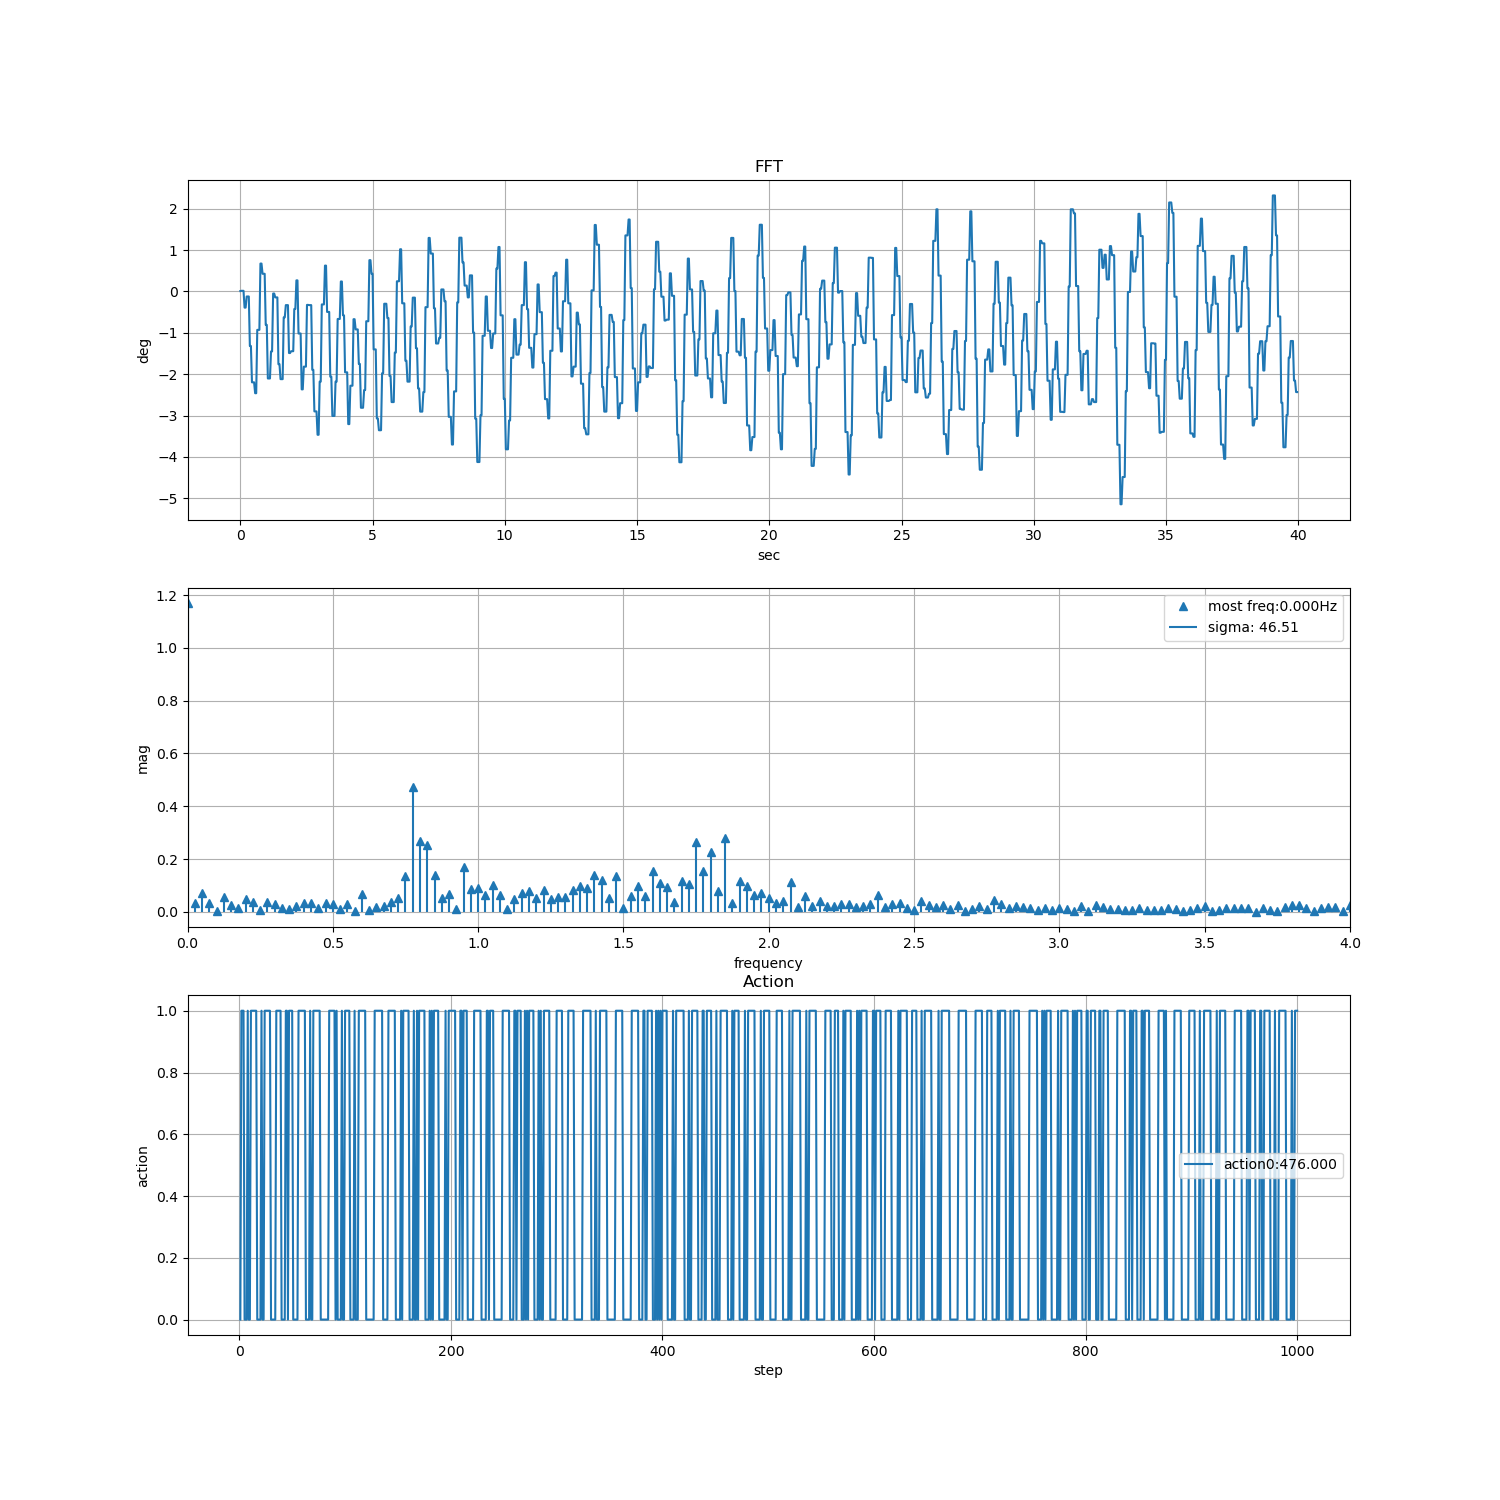 FFT
2
1
0
−1
−2
−3
−4
−5
deg
0 5 10 15 20 25 30 35 40
sec
1.2
1.0
0.8
0.6
0.4
0.2
0.0
mag
most freq:0.000Hz
sigma: 46.51
0.0 0.5 1.0 1.5 2.0 2.5 3.0 3.5 4.0
frequency
Action
1.0
0.8
0.6
0.4
0.2
0.0
action
action0:476.000
0 200 400 600 800 1000
step